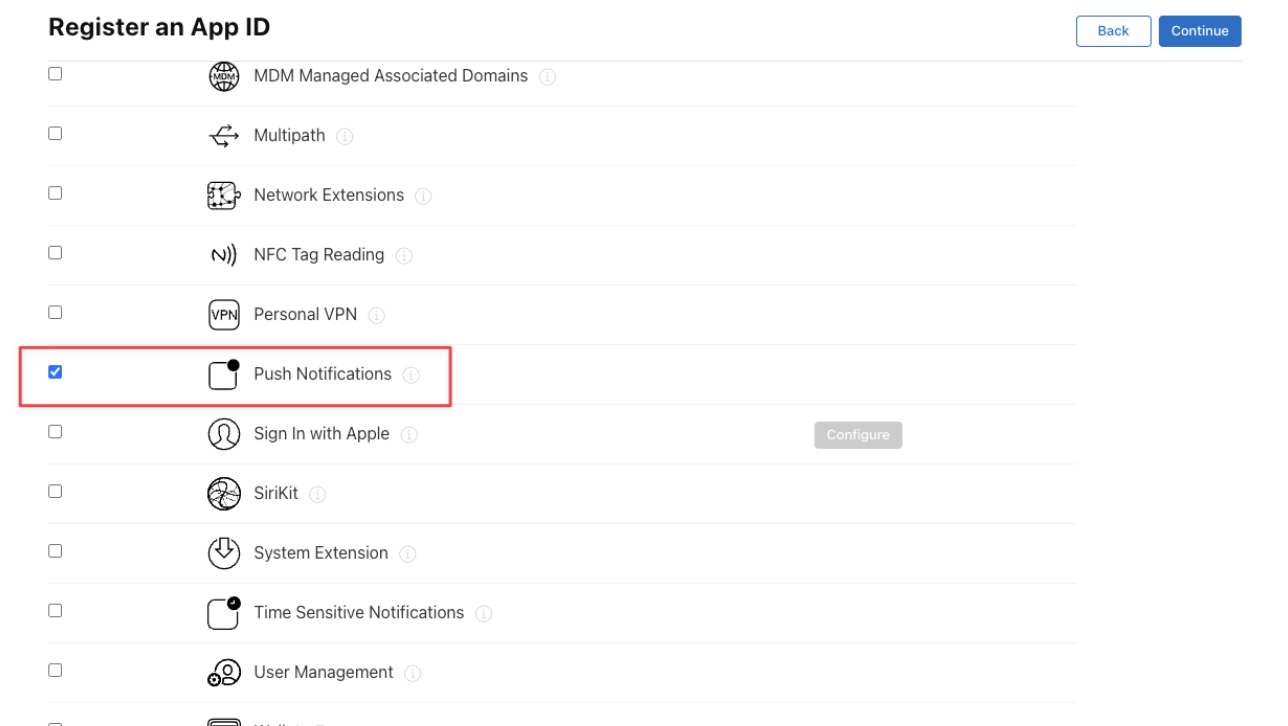 Register an App ID
Back
Continue
MDM
MDM Managed Associated Domains
Multipath
Network Extensions
NFC Tag Reading
VPN
Personal VPN
Push Notifications
Sign In with Apple
Configure
SiriKit
System Extension
Time Sensitive Notifications
User Management